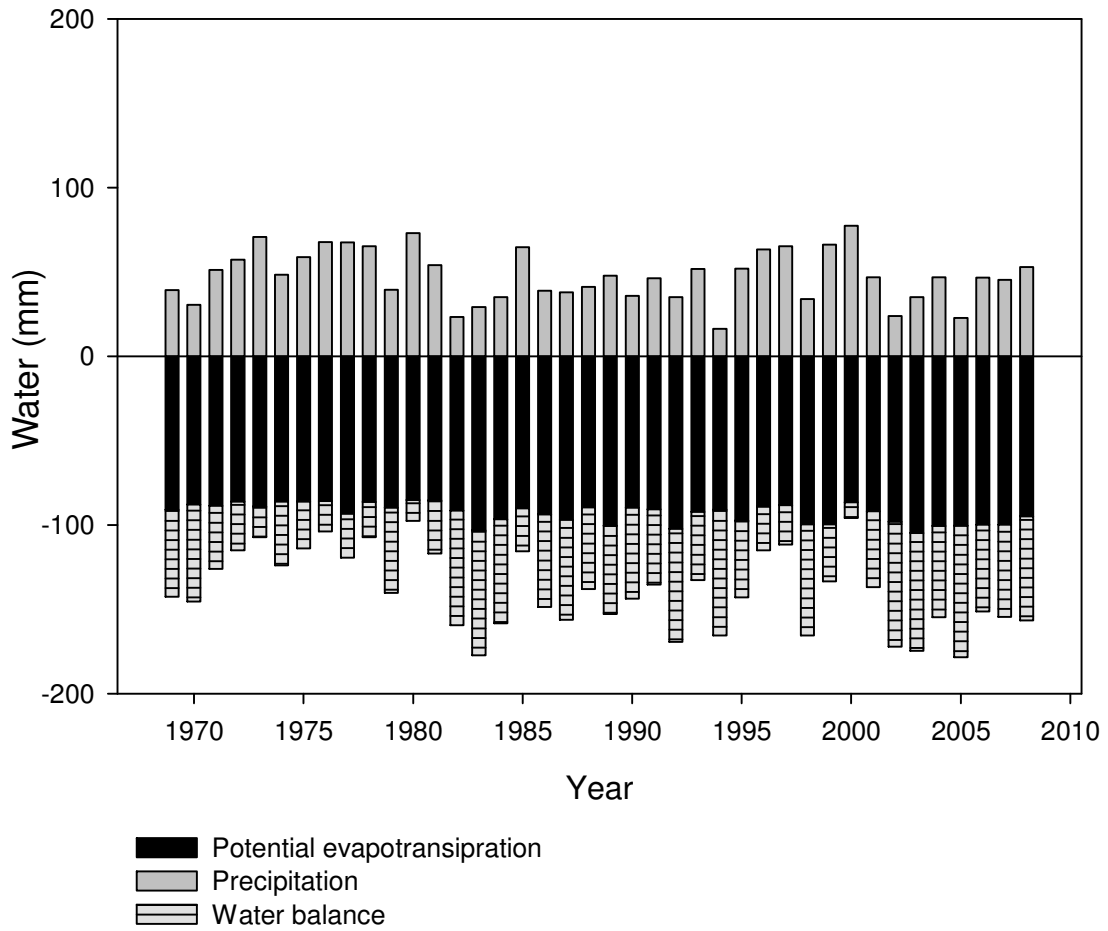 200
100
0
-100
-200
Water (mm)
1970 1975 1980 1985 1990 1995 2000 2005 2010
Year
Potential evapotransipration
Precipitation
Water balance